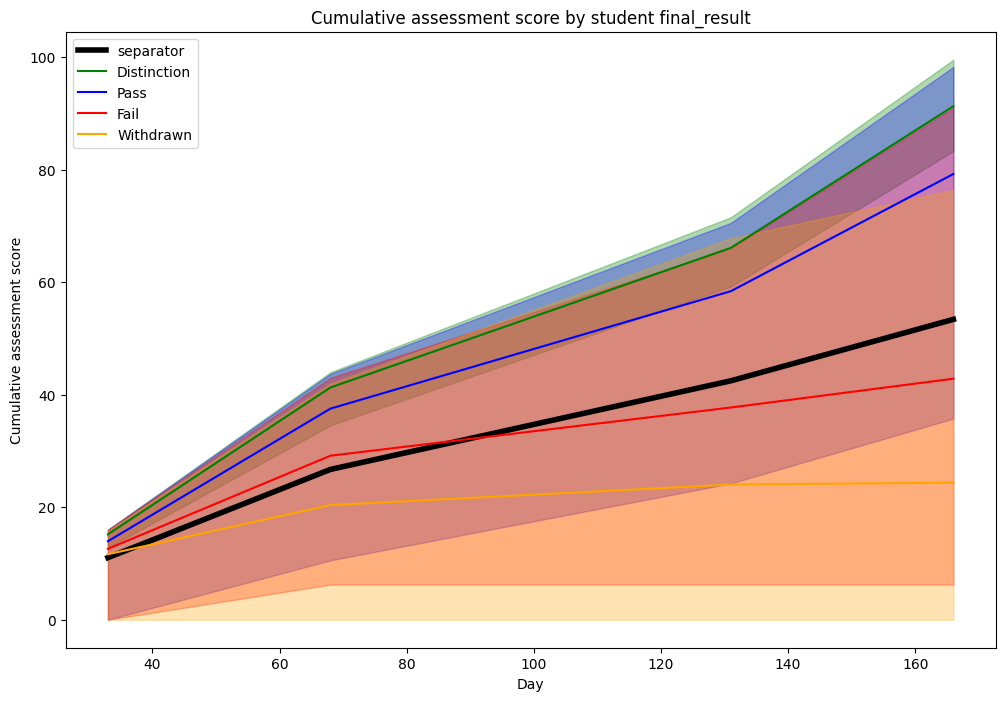 Cumulative assessment score by student final_result
separator
Distinction
Pass
Fail
Withdrawn
Cumulative assessment score
100
80
60
40
20
0
40 60 80 100 120 140 160
Day